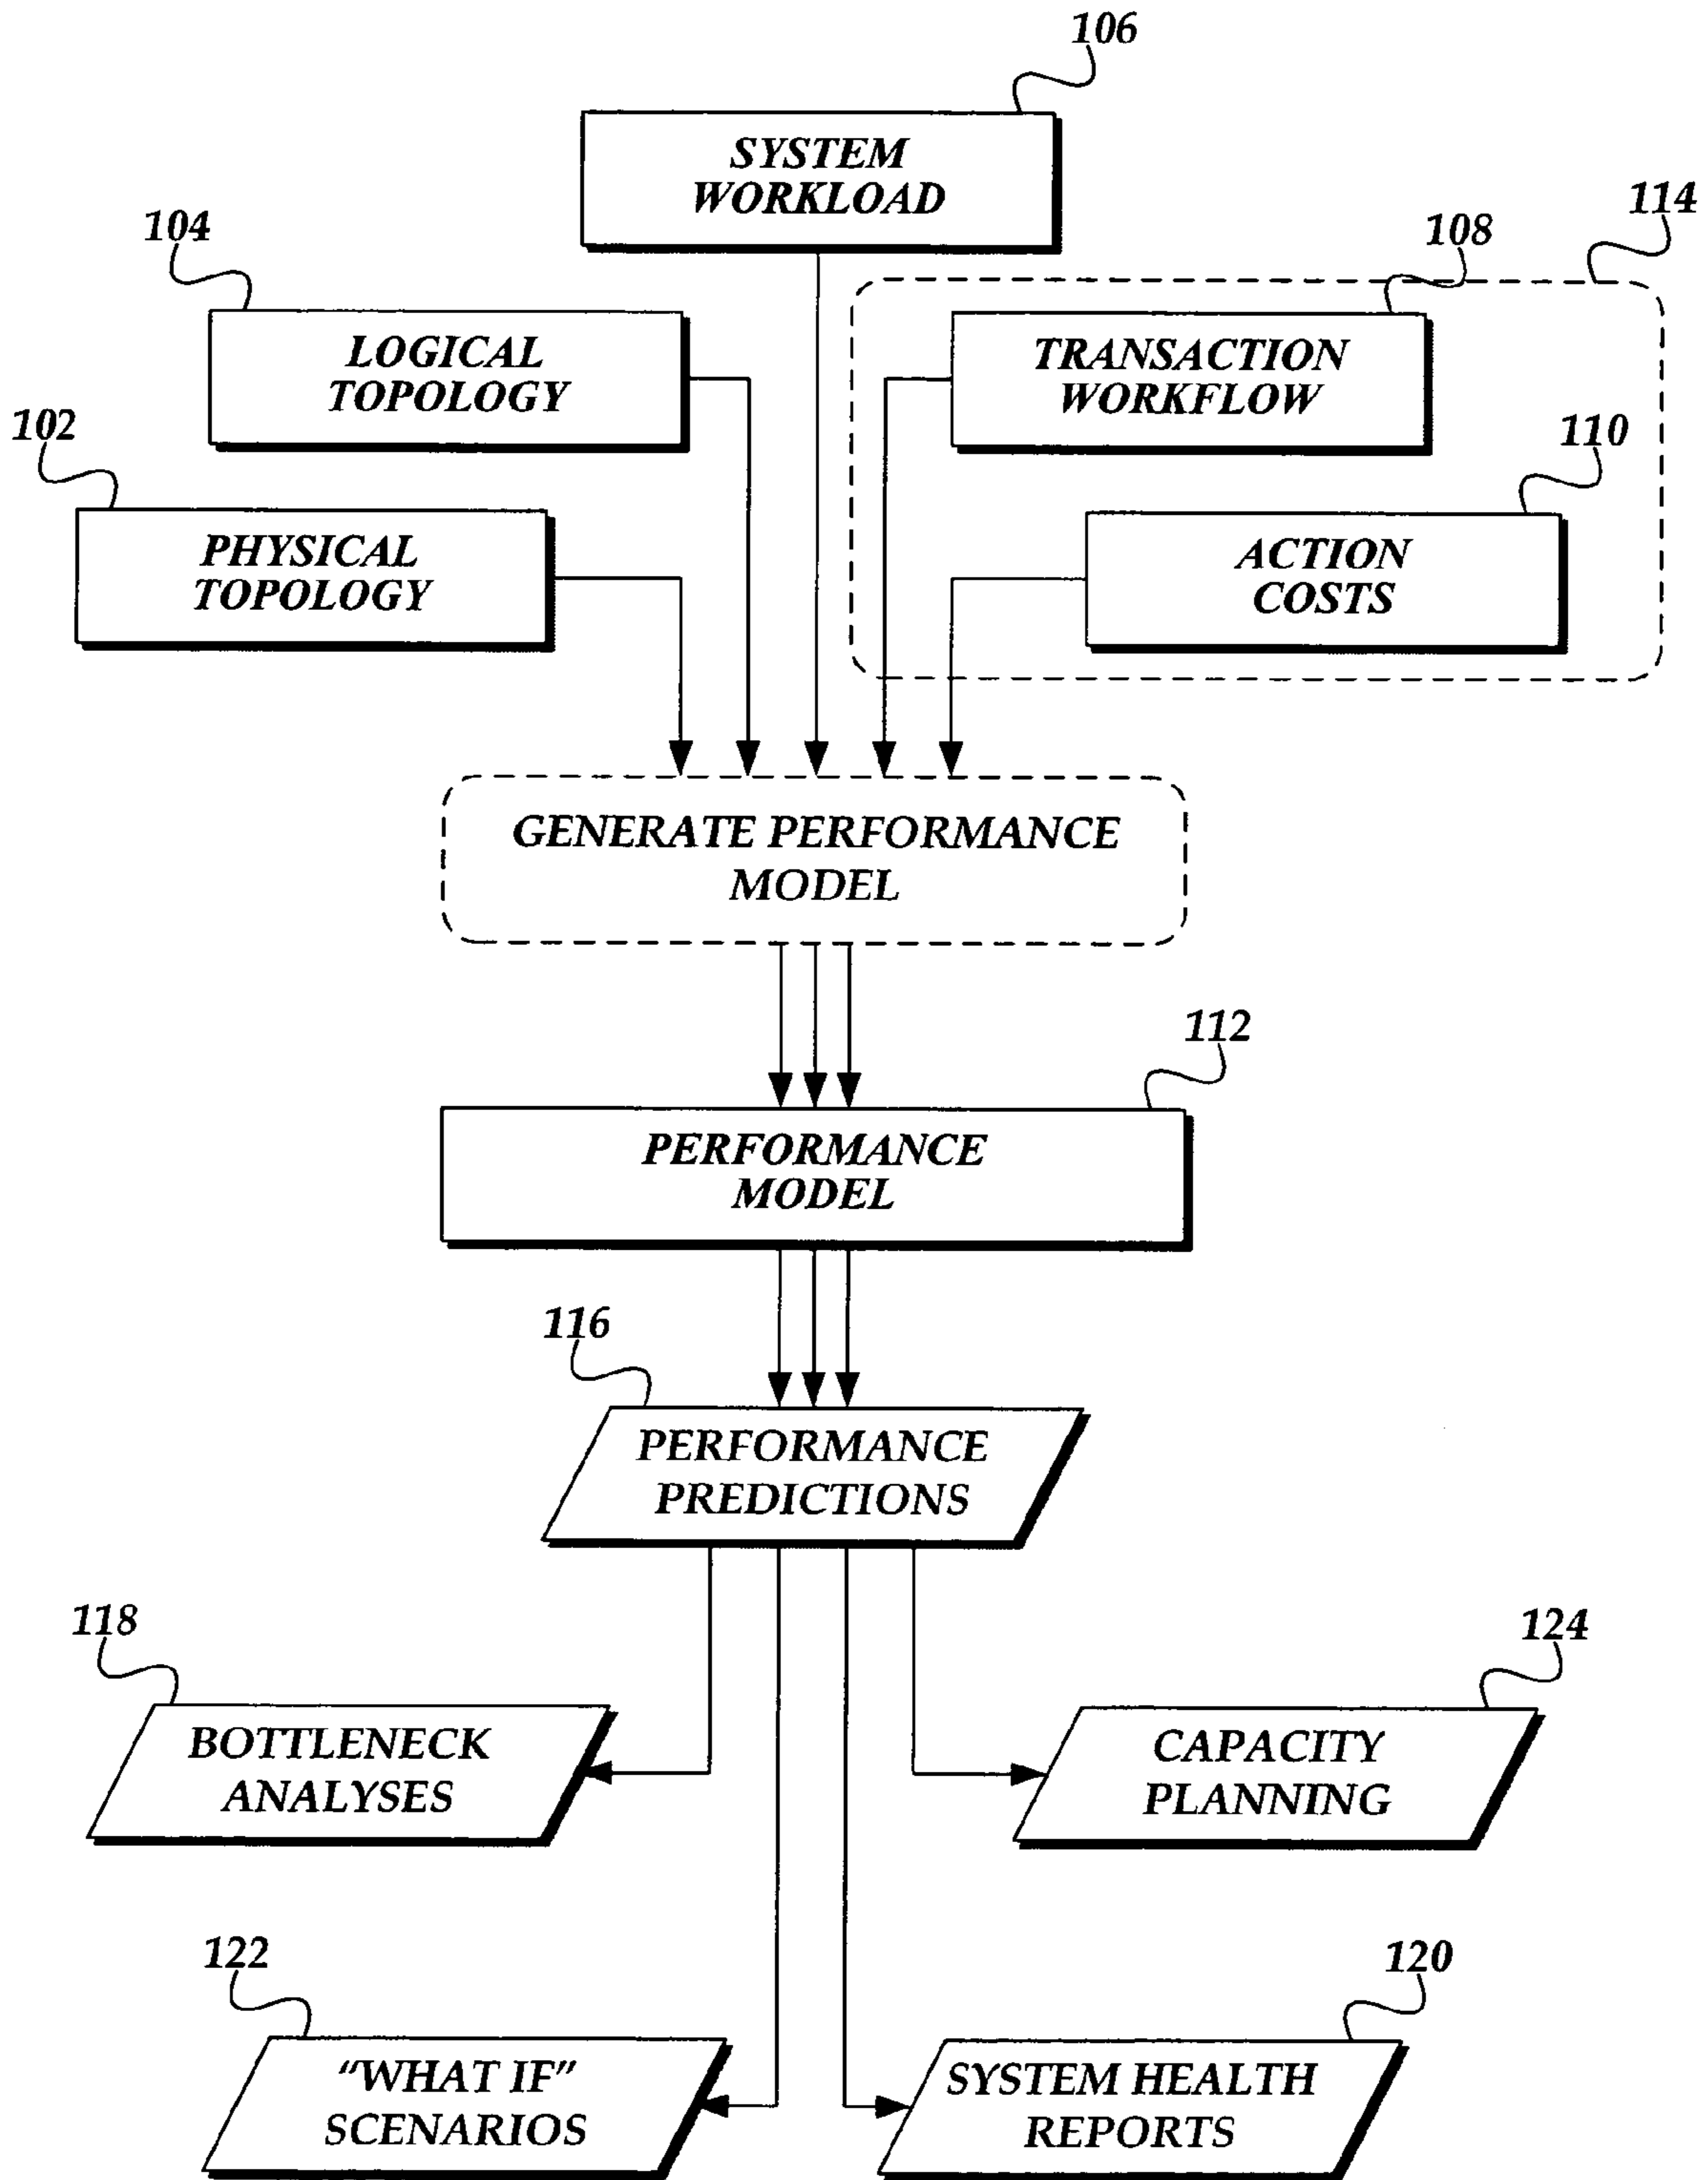 106
SYSTEM
WORKLOAD
114
104
108
LOGICAL
TOPOLOGY
TRANSACTION
WORKFLOW
102
110
PHYSICAL
TOPOLOGY
ACTION
COSTS
GENERATE PERFORMANCE
MODEL
112
PERFORMANCE
MODEL
116
PERFORMANCE
PREDICTIONS
118
124
BOTTLENECK
ANALYSES
CAPACITY
PLANNING
122
120
"WHAT IF"
SCENARIOS
SYSTEM HEALTH
REPORTS